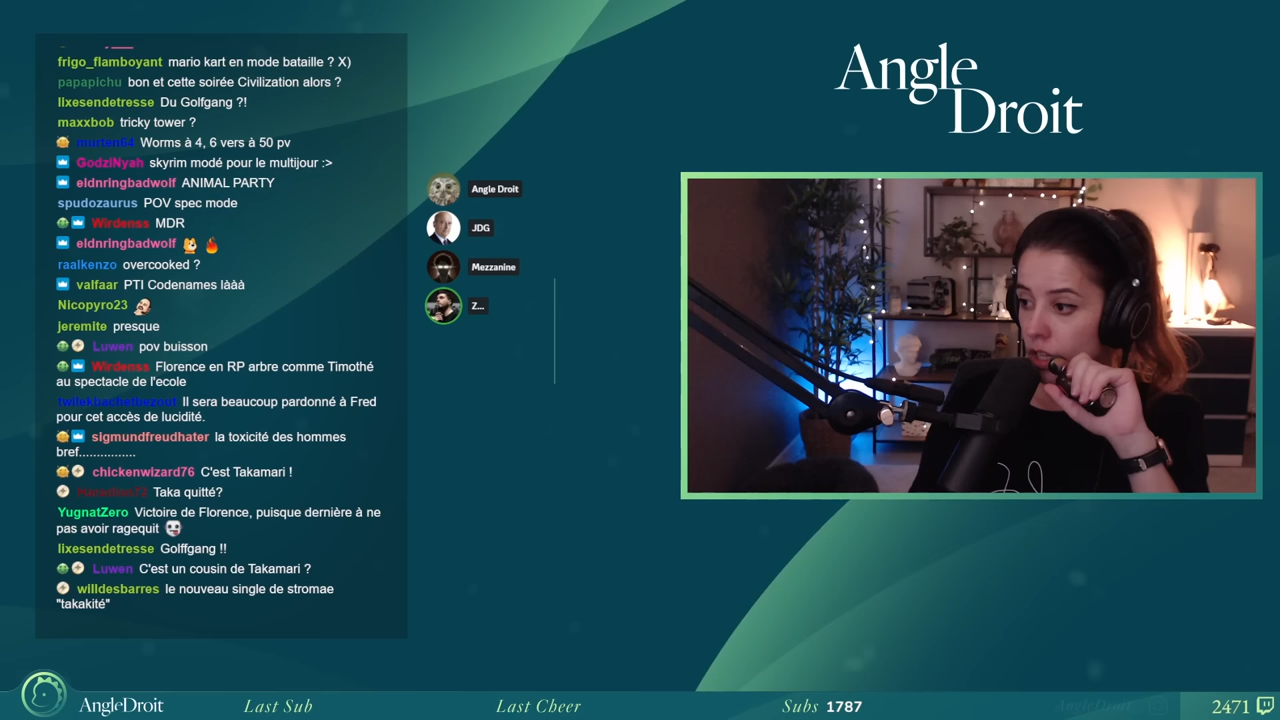 frigo_flamboyant mario kart en mode bataille ? X)
papapichu bon et cette soirée Civilization alors ?
lixesendetresse Du Golfgang ?!
maxxbob tricky tower ?
murten64 Worms à 4, 6 vers à 50 pv
GodziNyah skyrim modé pour le multijour :>
eldnringbadwolf ANIMAL PARTY
spudozaurus POV spec mode
Wirdenss MDR
eldnringbadwolf
raalkenzo overcooked ?
valfaar PTI Codenames lààà
Nicopyro23
jeremite presque
Luwen pov buisson
Wirdenss Florence en RP arbre comme Timothé
au spectacle de l'ecole
twilekbachetbezout Il sera beaucoup pardonné à Fred
pour cet accès de lucidité.
sigmundfreudhater la toxicité des hommes
bref................
chickenwizard76 C'est Takamari !
Taka quitté?
YugnatZero Victoire de Florence, puisque dernière à ne
pas avoir ragequit
lixesendetresse Golffgang !!
Luwen C'est un cousin de Takamari ?
willdesbarres le nouveau single de stromae
"takakité"
Angle Droit
JDG
Mezzanine
Z...
Angle
Droit
AngleDroit
Last Sub
Last Cheer
Subs 1787
AngleDroit
2471